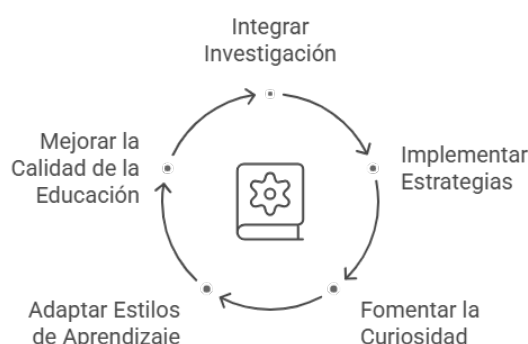 Integrar
Investigación
Implementar
Estrategias
Fomentar la
Curiosidad
Adaptar Estilos
de Aprendizaje
Mejorar la
Calidad de la
Educación